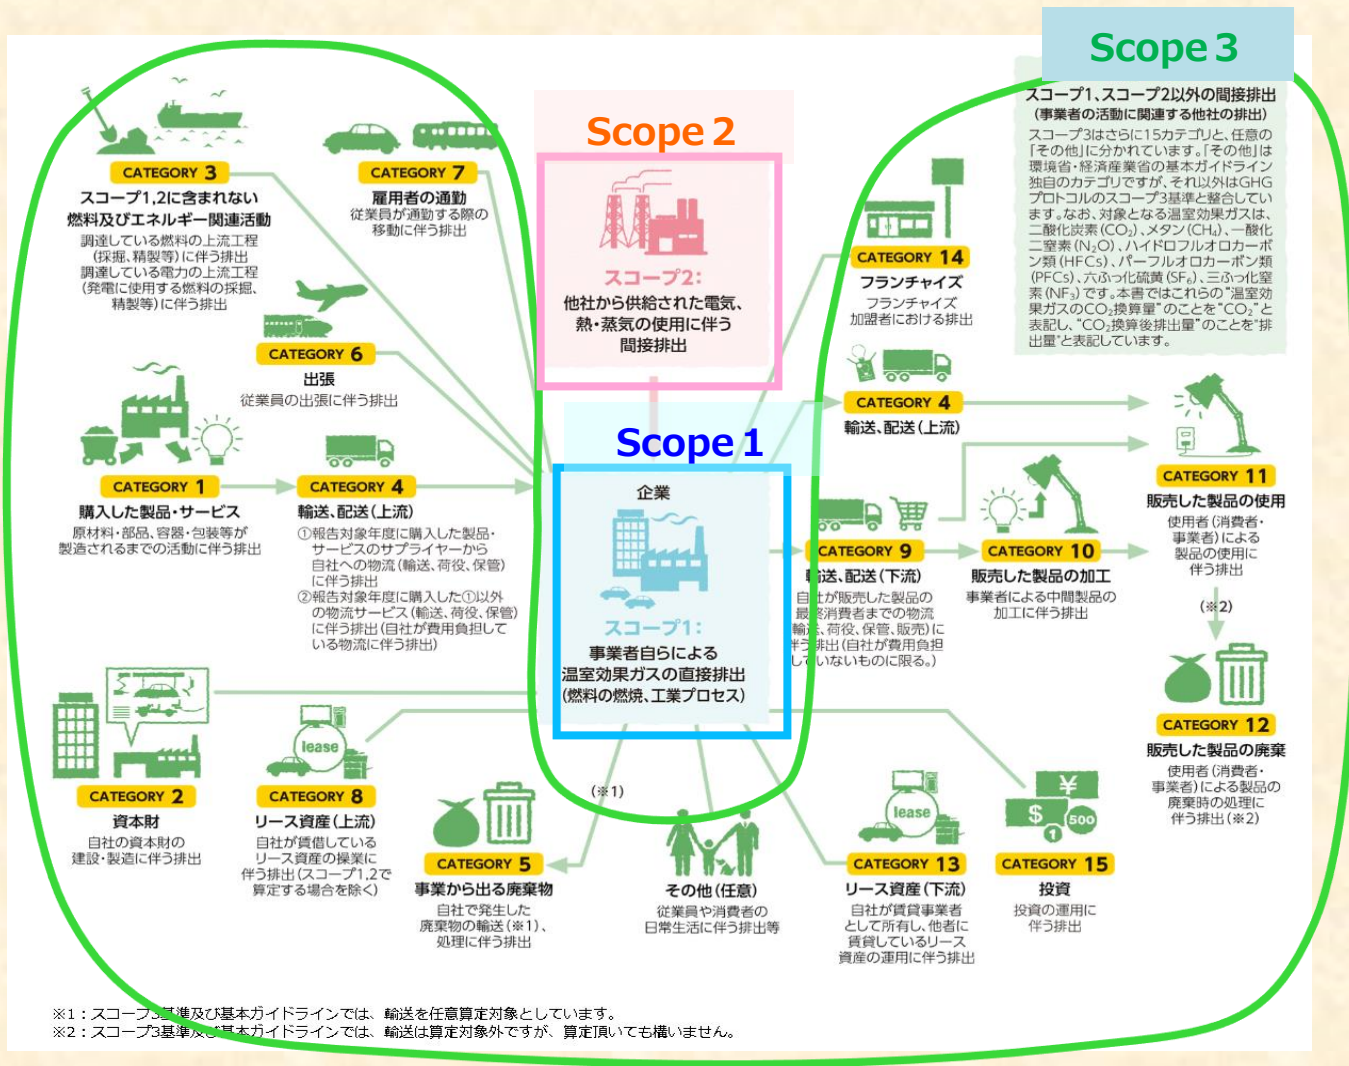 Scope 3
スコープ1、スコープ2以外の間接排出
(事業者の活動に関連する他社の排出)
スコープ3はさらに15カテゴリと、任意の
「その他」に分かれています。「その他」は
環境省・経済産業省の基本ガイドライン
独自のカテゴリですが、それ以外はGHG
プロトコルのスコープ3基準と整合してい
ます。なお、対象となる温室効果ガスは、
二酸化炭素(CO₂)、メタン(CH₄)、一酸化
二窒素(N₂O)、ハイドロフルオロカーボ
ン類(HFCs)、パーフルオロカーボン類
(PFCs)、六ふっ化硫黄(SF₆)、三ふっ化窒
素(NF₃)です。本書ではこれらの"温室効
果ガスのCO₂換算量"のことを"CO₂"と
表記し、"CO₂換算後排出量"のことを"排
出量"と表記しています。
Scope 2
スコープ2:
他社から供給された電気、
熱・蒸気の使用に伴う
間接排出
Scope 1
企業
スコープ1:
事業者自らによる
温室効果ガスの直接排出
(燃料の燃焼、工業プロセス)
CATEGORY 3
スコープ1,2に含まれない
燃料及びエネルギー関連活動
調達している燃料の上流工程
(採掘、精製等)に伴う排出
調達している電力の上流工程
(発電に使用する燃料の採掘、
精製等)に伴う排出
CATEGORY 7
雇用者の通勤
従業員が通勤する際の
移動に伴う排出
CATEGORY 6
出張
従業員の出張に伴う排出
CATEGORY 1
購入した製品・サービス
原材料・部品、容器・包装等が
製造されるまでの活動に伴う排出
CATEGORY 4
輸送、配送(上流)
①報告対象年度に購入した製品・
サービスのサプライヤーから
自社への物流(輸送、荷役、保管)
に伴う排出
②報告対象年度に購入した①以外
の物流サービス(輸送、荷役、保管)
に伴う排出(自社が費用負担して
いる物流に伴う排出)
CATEGORY 2
資本財
自社の資本財の
建設・製造に伴う排出
lease
CATEGORY 8
リース資産(上流)
自社が賃借している
リース資産の操業に
伴う排出(スコープ1,2で
算定する場合を除く)
(※1)
CATEGORY 5
事業から出る廃棄物
自社で発生した
廃棄物の輸送(※1)、
処理に伴う排出
その他(任意)
従業員や消費者の
日常生活に伴う排出等
CATEGORY 14
フランチャイズ
フランチャイズ
加盟者における排出
CATEGORY 4
輸送、配送(上流)
CATEGORY 9
輸送、配送(下流)
自社が販売した製品の
最終消費者までの物流
(輸送、荷役、保管、販売)に
伴う排出(自社が費用負担
していないものに限る。)
CATEGORY 10
販売した製品の加工
事業者による中間製品の
加工に伴う排出
CATEGORY 11
販売した製品の使用
使用者(消費者・
事業者)による
製品の使用に
伴う排出
(※2)
CATEGORY 12
販売した製品の廃棄
使用者(消費者・
事業者)による製品の
廃棄時の処理に
伴う排出(※2)
lease
CATEGORY 13
リース資産(下流)
自社が賃貸事業者
として所有し、他者に
賃貸しているリース
資産の運用に伴う排出
¥
$
1
500
CATEGORY 15
投資
投資の運用に
伴う排出
※1：スコープ3基準及び基本ガイドラインでは、輸送を任意算定対象としています。
※2：スコープ3基準及び基本ガイドラインでは、輸送は算定対象外ですが、算定頂いても構いません。